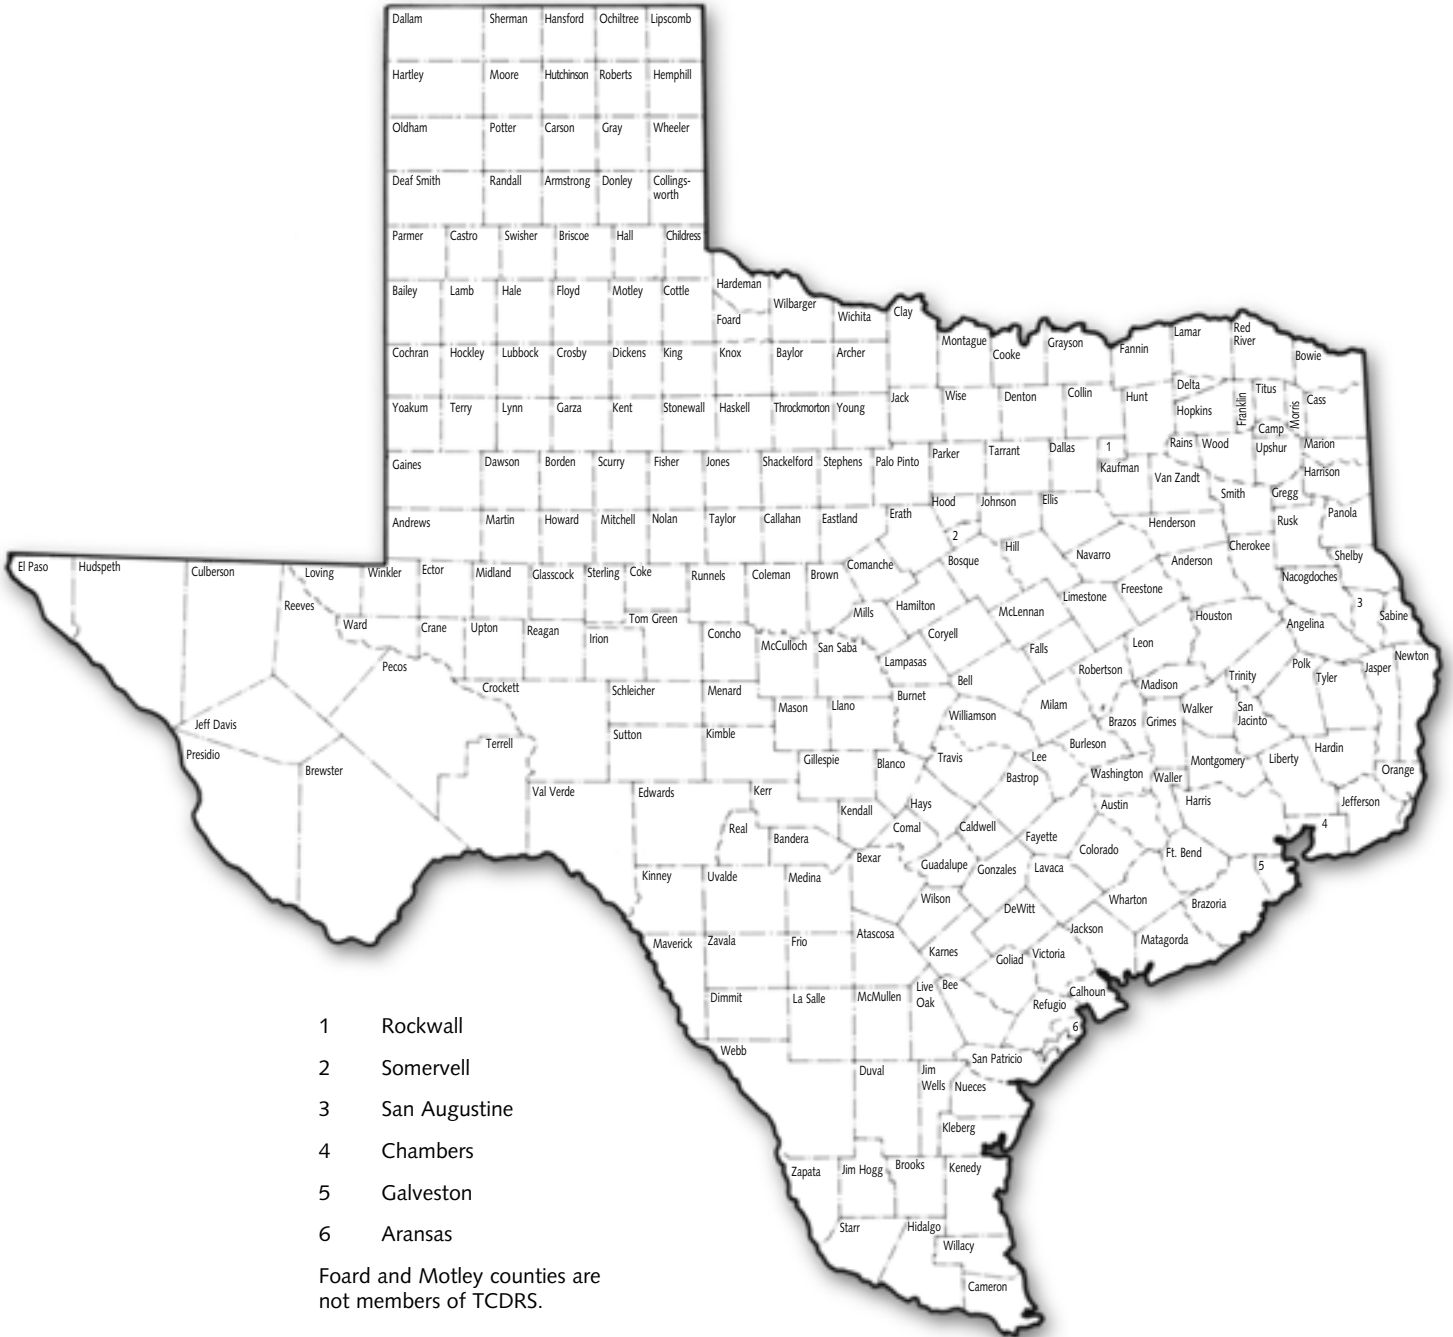 Dallam Sherman Hansford Ochiltree Lipscomb
Hartley Moore Hutchinson Roberts Hemphill
Oldham Potter Carson Gray Wheeler
Deaf Smith Randall Armstrong Donley Collings-
worth
Parmer Castro Swisher Briscoe Hall Childress
Hardeman
Bailey Lamb Hale Floyd Motley Cottle
Wilbarger
Foard Wichita Clay
Montague Cooke Grayson Fannin Lamar Red
River
Bowie
Cochran Hockley Lubbock Crosby Dickens King Knox Baylor Archer
Delta Titus
Jack Wise Denton Collin Hunt Hopkins Franklin Morris Cass
Yoakum Terry Lynn Garza Kent Stonewall Haskell Throckmorton Young
Camp
Parker Tarrant Dallas 1 Rains Wood Upshur Marion
Gaines Dawson Borden Scurry Fisher Jones Shackelford Stephens Palo Pinto
Kaufman Van Zandt Harrison
Hood Johnson Ellis Smith Gregg
Andrews Martin Howard Mitchell Nolan Taylor Callahan Eastland Erath
Henderson Rusk Panola
2 Hill Navarro Cherokee Shelby
Bosque Anderson
El Paso Hudspeth Culberson Loving Winkler Ector Midland Glasscock Sterling Coke Runnels Coleman Brown Comanche
Nacogdoches
Limestone Freestone
Reeves Mills Hamilton McLennan Houston 3 Sabine
Ward Crane Upton Reagan Irion Tom Green Concho
Coryell Angelina
McCulloch San Saba Falls Leon Newton
Pecos Lampasas Robertson Polk Jasper
Crockett Schleicher Menard Bell Madison Trinity Tyler
Mason Llano Burnet Milam Walker San
Jacinto
Jeff Davis Williamson Brazos Grimes
Sutton Kimble
Presidio Terrell Burleson Hardin
Brewster Gillespie Blanco Travis Lee Montgomery Liberty
Bastrop Washington Waller Orange
Val Verde Edwards Kerr
Kendall Hays Austin Harris Jefferson
Real Bandera Comal Caldwell Fayette 4
Bexar Colorado Ft. Bend
Guadalupe Gonzales Lavaca 5
Kinney Uvalde Medina
Wilson DeWitt Wharton Brazoria
Maverick Zavala Frio Atascosa Jackson Matagorda
Karnes Goliad Victoria
Dimmit La Salle McMullen Live
Oak
Bee Calhoun
Refugio
6
Webb San Patricio
Duval Jim
Wells
Nueces
Kleberg
Zapata Jim Hogg Brooks Kenedy
Starr Hidalgo
Willacy
Cameron
1 Rockwall
2 Somervell
3 San Augustine
4 Chambers
5 Galveston
6 Aransas
Foard and Motley counties are
not members of TCDRS.